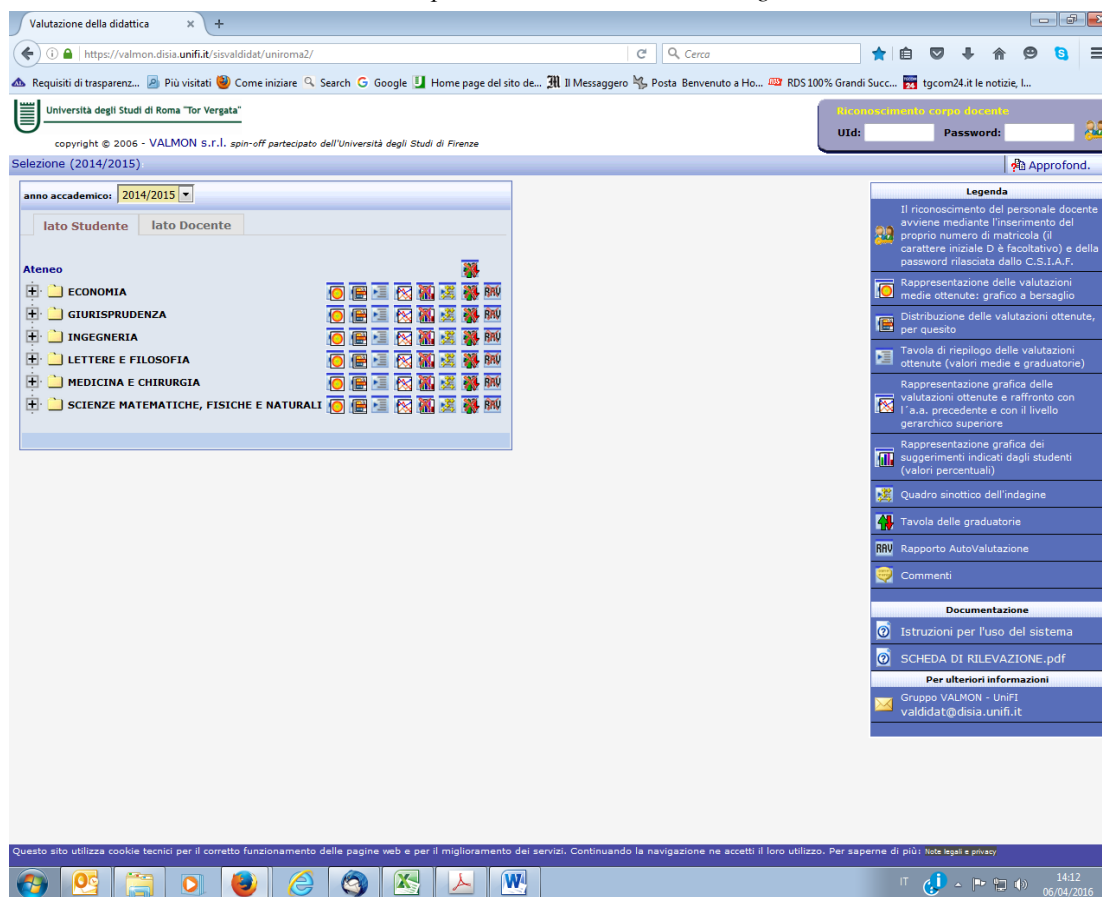 Valutazione della didattica
https://valmon.disia.unifi.it/sisvaldidat/uniroma2/
Cerca
Requisiti di trasparenz... Più visitati Come iniziare Search Google Home page del sito de... Il Messaggero Posta Benvenuto a Ho... RDS 100% Grandi Succ... tgcom24.it le notizie, l...
Università degli Studi di Roma "Tor Vergata"
copyright © 2006 - VALMON S.r.l. spin-off partecipato dell'Università degli Studi di Firenze
Riconoscimento corpo docente
UId: Password:
Selezione (2014/2015)
Approfond.
anno accademico: 2014/2015
lato Studente lato Docente
Ateneo
ECONOMIA RAV
GIURISPRUDENZA RAV
INGEGNERIA RAV
LETTERE E FILOSOFIA RAV
MEDICINA E CHIRURGIA RAV
SCIENZE MATEMATICHE, FISICHE E NATURALI RAV
Legenda
Il riconoscimento del personale docente
avviene mediante l'inserimento del
proprio numero di matricola (il
carattere iniziale D è facoltativo) e della
password rilasciata dallo C.S.I.A.F.
Rappresentazione delle valutazioni
medie ottenute: grafico a bersaglio
Distribuzione delle valutazioni ottenute,
per quesito
Tavola di riepilogo delle valutazioni
ottenute (valori medie e graduatorie)
Rappresentazione grafica delle
valutazioni ottenute e raffronto con
l´a.a. precedente e con il livello
gerarchico superiore
Rappresentazione grafica dei
suggerimenti indicati dagli studenti
(valori percentuali)
Quadro sinottico dell'indagine
Tavola delle graduatorie
RAV Rapporto AutoValutazione
Commenti
Documentazione
Istruzioni per l'uso del sistema
SCHEDA DI RILEVAZIONE.pdf
Per ulteriori informazioni
Gruppo VALMON - UniFI
valdidat@disia.unifi.it
Questo sito utilizza cookie tecnici per il corretto funzionamento delle pagine web e per il miglioramento dei servizi. Continuando la navigazione ne accetti il loro utilizzo. Per saperne di più: Note legali e privacy
IT
14:12
06/04/2016